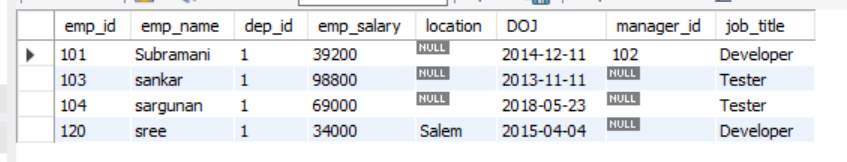 emp_id emp_name dep_id emp_salary location DOJ manager_id job_title
101 Subramani 1 39200 NULL 2014-12-11 102 Developer
103 sankar 1 98800 NULL 2013-11-11 NULL Tester
104 sargunan 1 69000 NULL 2018-05-23 NULL Tester
120 sree 1 34000 Salem 2015-04-04 NULL Developer